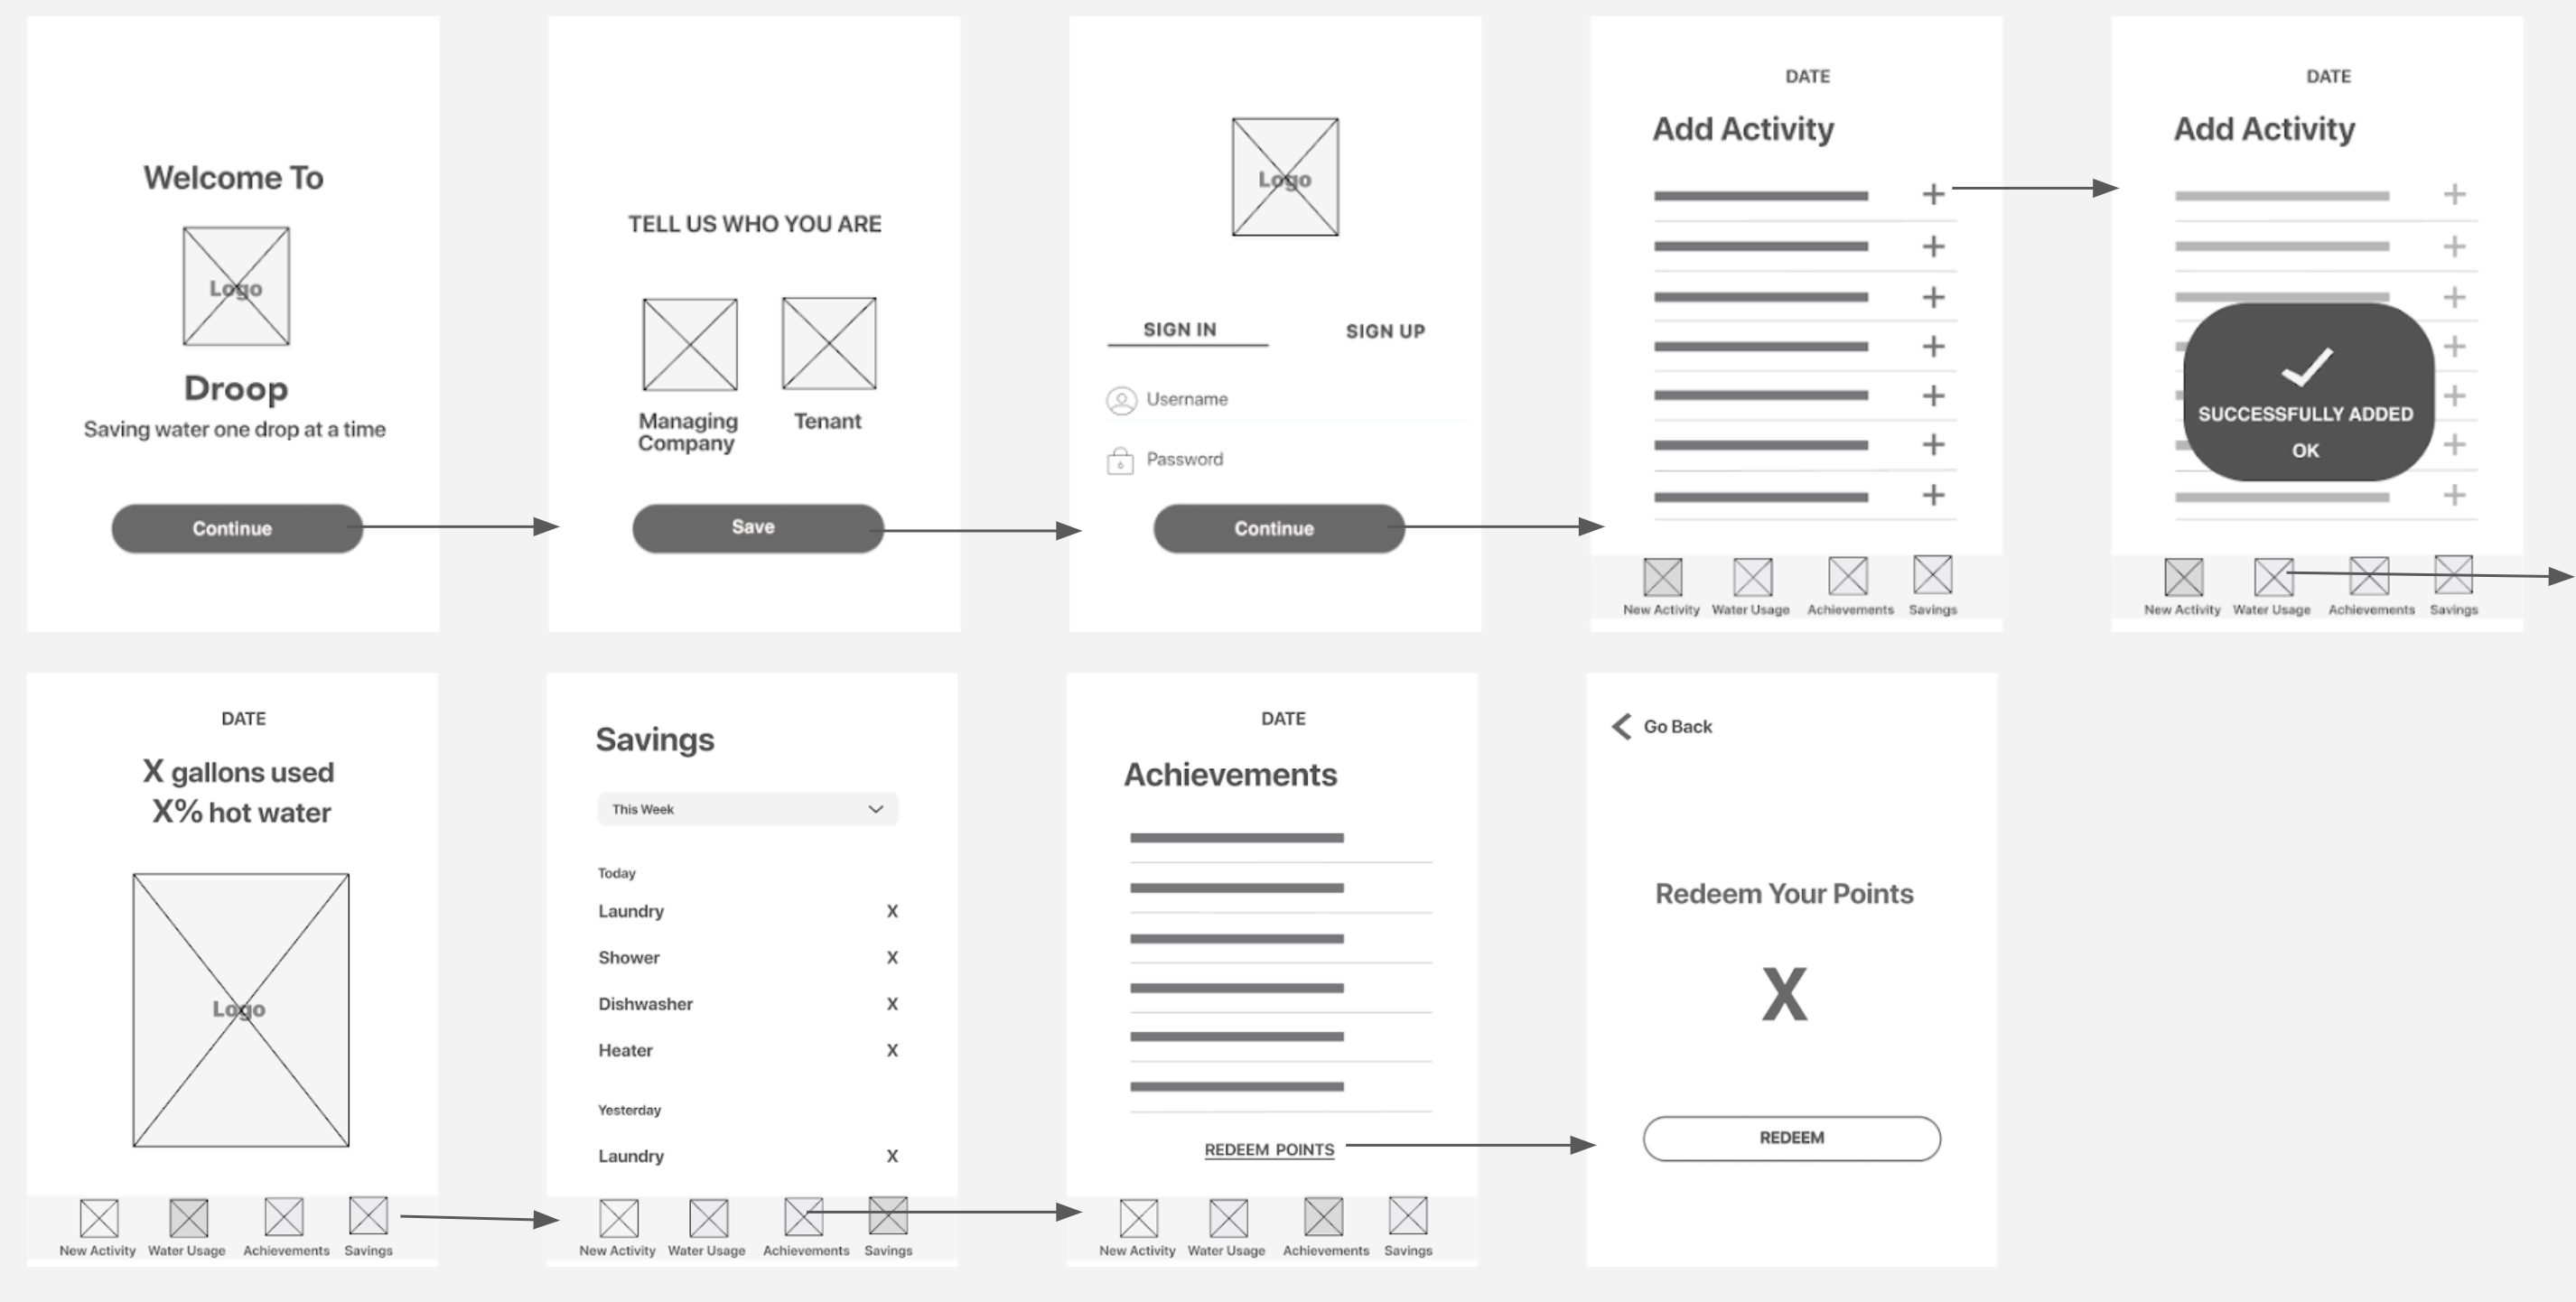 Welcome To
Logo
Droop
Saving water one drop at a time
Continue
TELL US WHO YOU ARE
Managing
Company
Tenant
Save
Logo
SIGN IN
SIGN UP
Username
Password
Continue
DATE
Add Activity
New Activity
Water Usage
Achievements
Savings
DATE
Add Activity
SUCCESSFULLY ADDED
OK
New Activity
Water Usage
Achievements
Savings
DATE
X gallons used
X% hot water
Logo
New Activity
Water Usage
Achievements
Savings
Savings
This Week
Today
Laundry X
Shower X
Dishwasher X
Heater X
Yesterday
Laundry X
New Activity
Water Usage
Achievements
Savings
DATE
Achievements
REDEEM POINTS
New Activity
Water Usage
Achievements
Savings
Go Back
Redeem Your Points
X
REDEEM